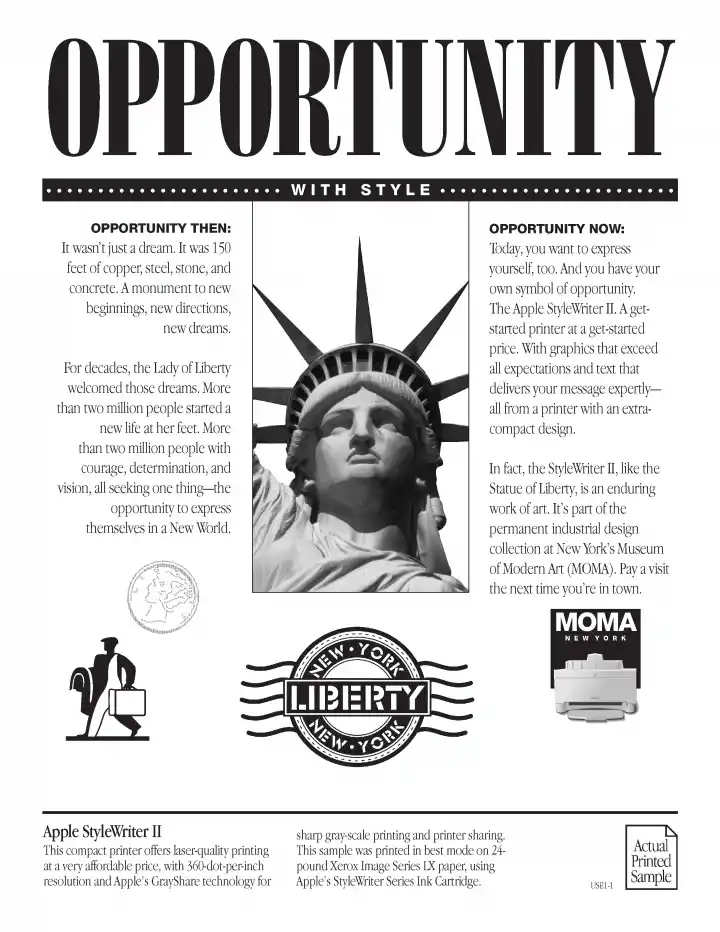 OPPORTUNITY
WITH STYLE
OPPORTUNITY THEN:
It wasn't just a dream. It was 150
feet of copper, steel, stone, and
concrete. A monument to new
beginnings, new directions,
new dreams.
For decades, the Lady of Liberty
welcomed those dreams. More
than two million people started a
new life at her feet. More
than two million people with
courage, determination, and
vision, all seeking one thing—the
opportunity to express
themselves in a New World.
OPPORTUNITY NOW:
Today, you want to express
yourself, too. And you have your
own symbol of opportunity.
The Apple StyleWriter II. A get-
started printer at a get-started
price. With graphics that exceed
all expectations and text that
delivers your message expertly—
all from a printer with an extra-
compact design.
In fact, the StyleWriter II, like the
Statue of Liberty, is an enduring
work of art. It's part of the
permanent industrial design
collection at New York's Museum
of Modern Art (MOMA). Pay a visit
the next time you're in town.
NEW•YORK
LIBERTY
NEW•YORK
MOMA
NEW YORK
Apple StyleWriter II
This compact printer offers laser-quality printing
at a very affordable price, with 360-dot-per-inch
resolution and Apple's GrayShare technology for
sharp gray-scale printing and printer sharing.
This sample was printed in best mode on 24-
pound Xerox Image Series LX paper, using
Apple's StyleWriter Series Ink Cartridge.
USE1-1
Actual
Printed
Sample